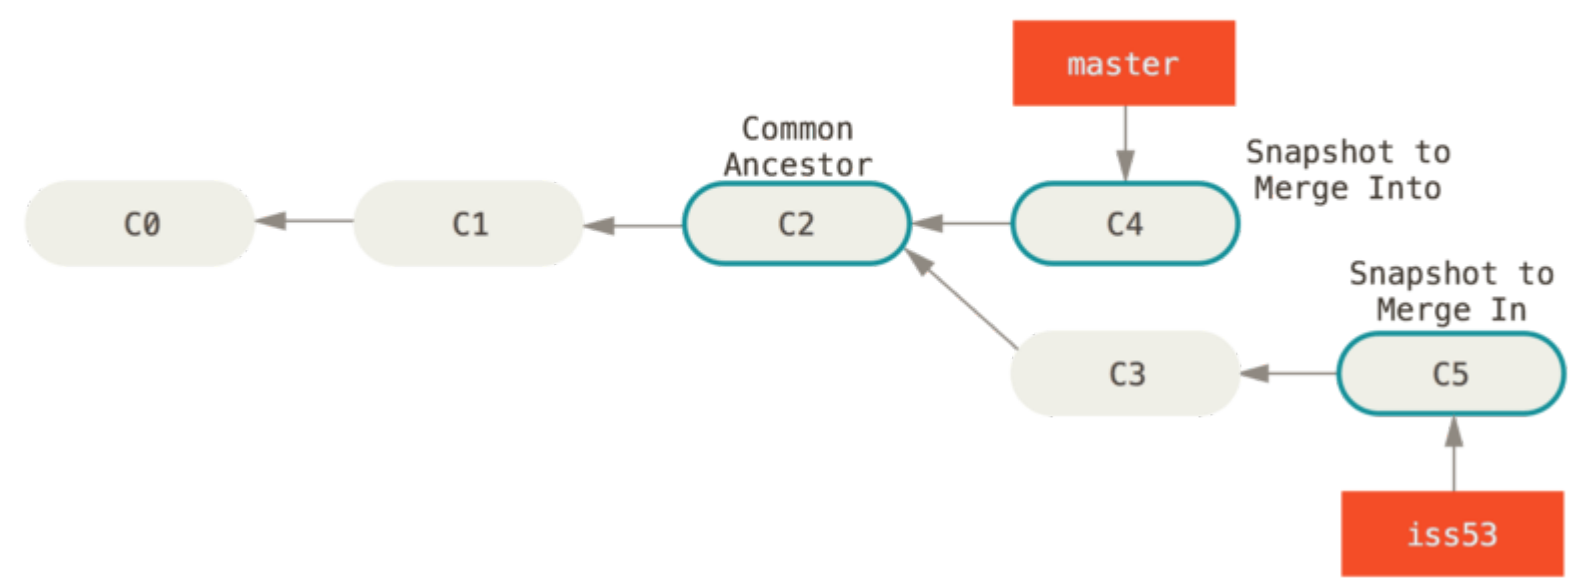 master
Common
Ancestor
Snapshot to
Merge Into
C0
C1
C2
C4
Snapshot to
Merge In
C3
C5
iss53